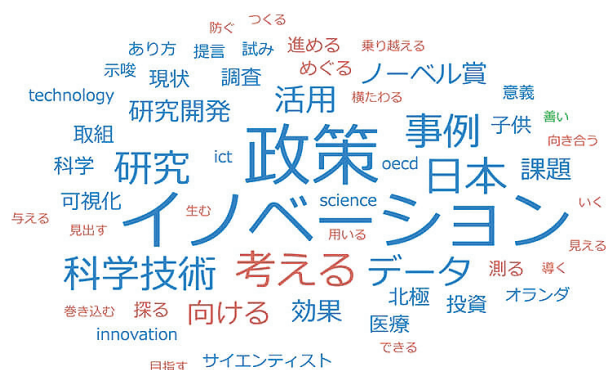 つくる
防ぐ
あり方 提言 試み 進める 乗り越える
示唆 現状 調査 めぐる ノーベル賞
technology 研究開発 活用 横たわる 意義
取組 政策 事例 子供 善い
科学 研究 ict oecd 日本 課題 向き合う
可視化 science
与える 見出す イノベーション 生む 用いる いく
見える
科学技術 考える データ 測る 導く
巻き込む 探る 向ける 効果 北極 投資 オランダ
innovation 医療
目指す サイエンティスト できる